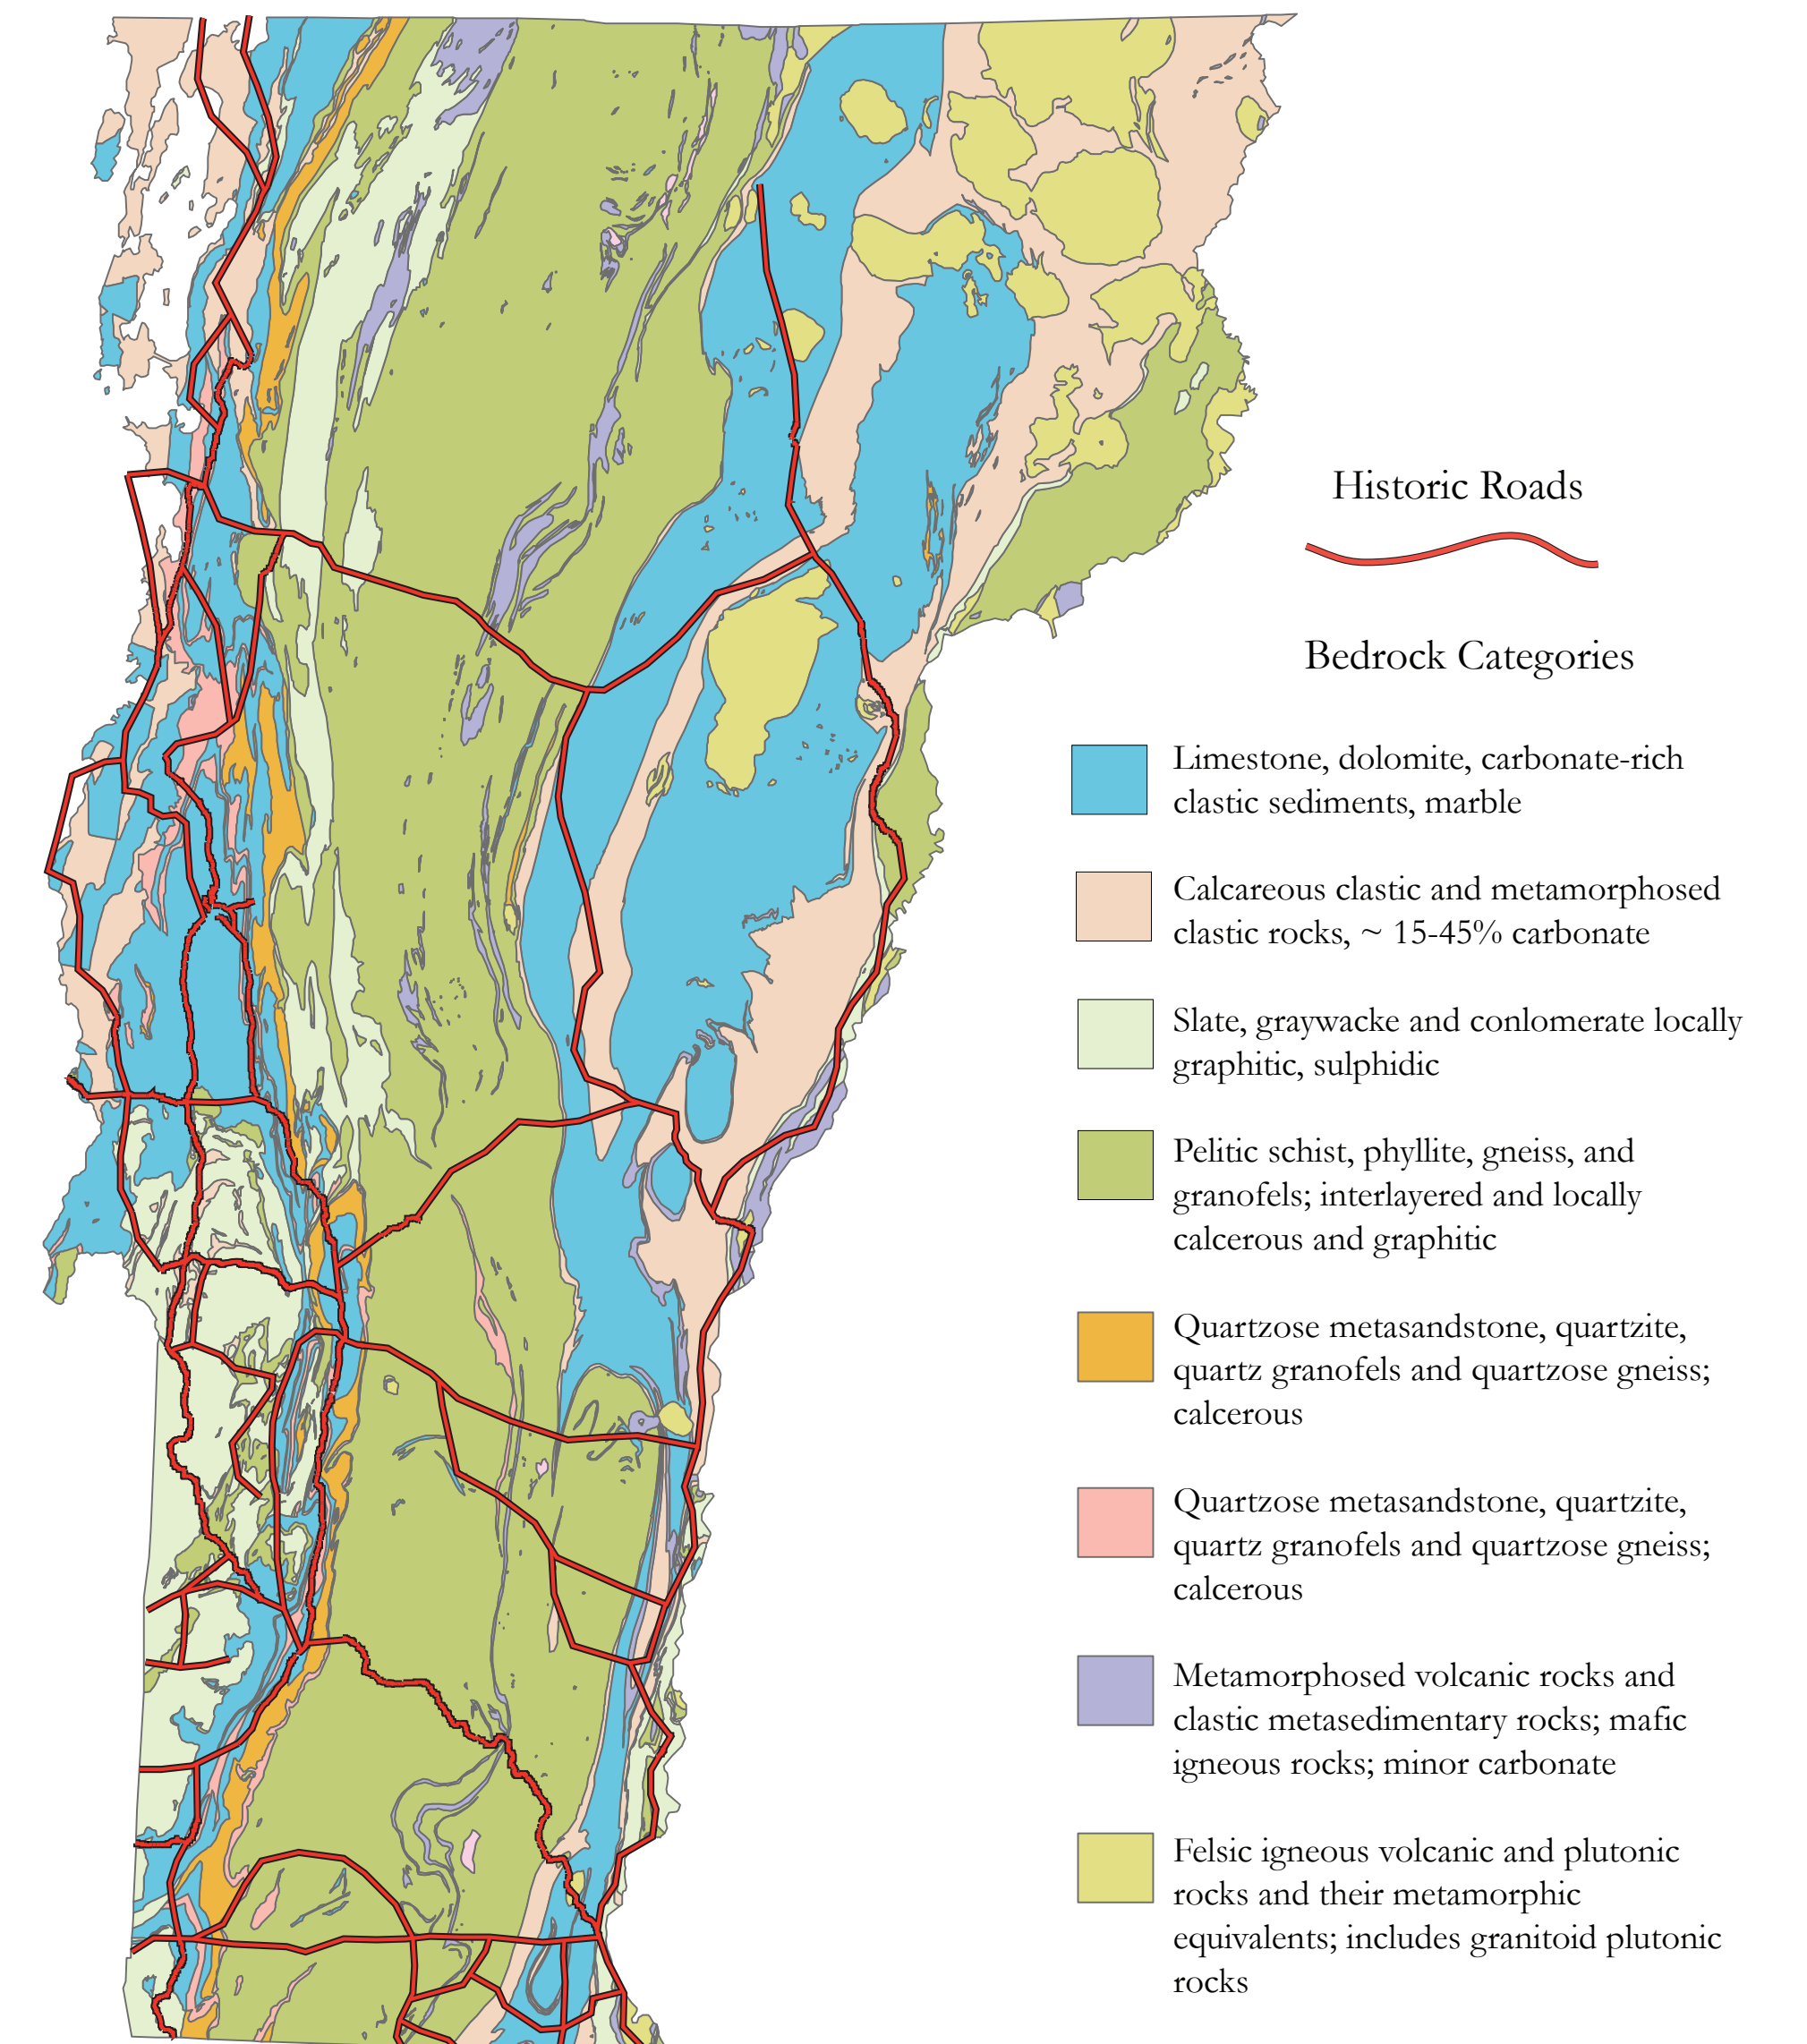 Historic Roads
Bedrock Categories
Limestone, dolomite, carbonate-rich
clastic sediments, marble
Calcareous clastic and metamorphosed
clastic rocks, ~ 15-45% carbonate
Slate, graywacke and conlomerate locally
graphitic, sulphidic
Pelitic schist, phyllite, gneiss, and
granofels; interlayered and locally
calcerous and graphitic
Quartzose metasandstone, quartzite,
quartz granofels and quartzose gneiss;
calcerous
Quartzose metasandstone, quartzite,
quartz granofels and quartzose gneiss;
calcerous
Metamorphosed volcanic rocks and
clastic metasedimentary rocks; mafic
igneous rocks; minor carbonate
Felsic igneous volcanic and plutonic
rocks and their metamorphic
equivalents; includes granitoid plutonic
rocks